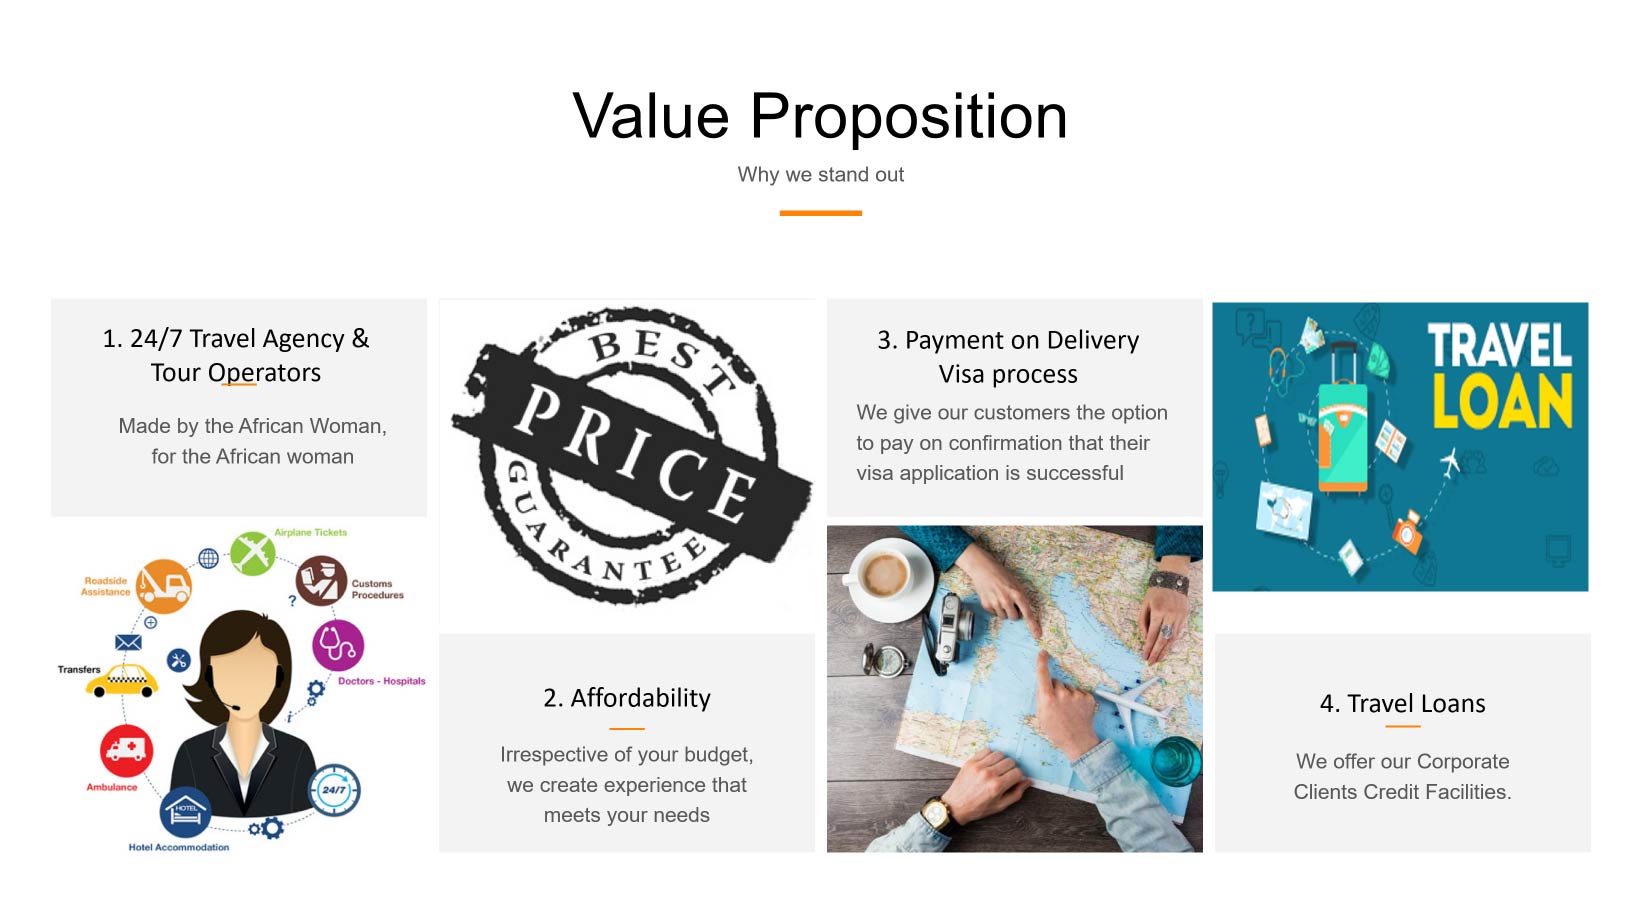 Value Proposition
Why we stand out
1. 24/7 Travel Agency &
Tour Operators
Made by the African Woman,
for the African woman
Airplane Tickets
Roadside
Assistance
Customs
Procedures
?
Transfers
Doctors - Hospitals
i
Ambulance
HOTEL
24/7
Hotel Accommodation
BEST
PRICE
GUARANTEE
2. Affordability
Irrespective of your budget,
we create experience that
meets your needs
3. Payment on Delivery
Visa process
We give our customers the option
to pay on confirmation that their
visa application is successful
TRAVEL
LOAN
4. Travel Loans
We offer our Corporate
Clients Credit Facilities.